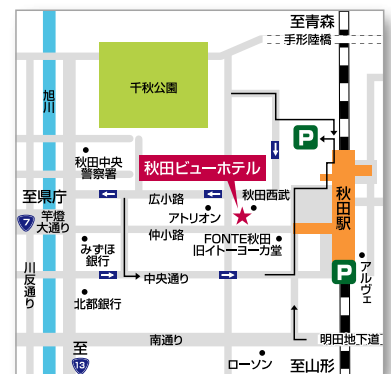 至青森
手形陸橋
千秋公園
旭川
P
秋田中央
警察署
秋田ビューホテル
至県庁
広小路
秋田西武
秋田駅
7
竿燈
大通り
アトリオン
仲小路
みずほ
銀行
FONTE秋田
旧イトーヨーカ堂
川反通り
中央通り
P
アルヴェ
北都銀行
南通り
明田地下道
至
13
ローソン
至山形